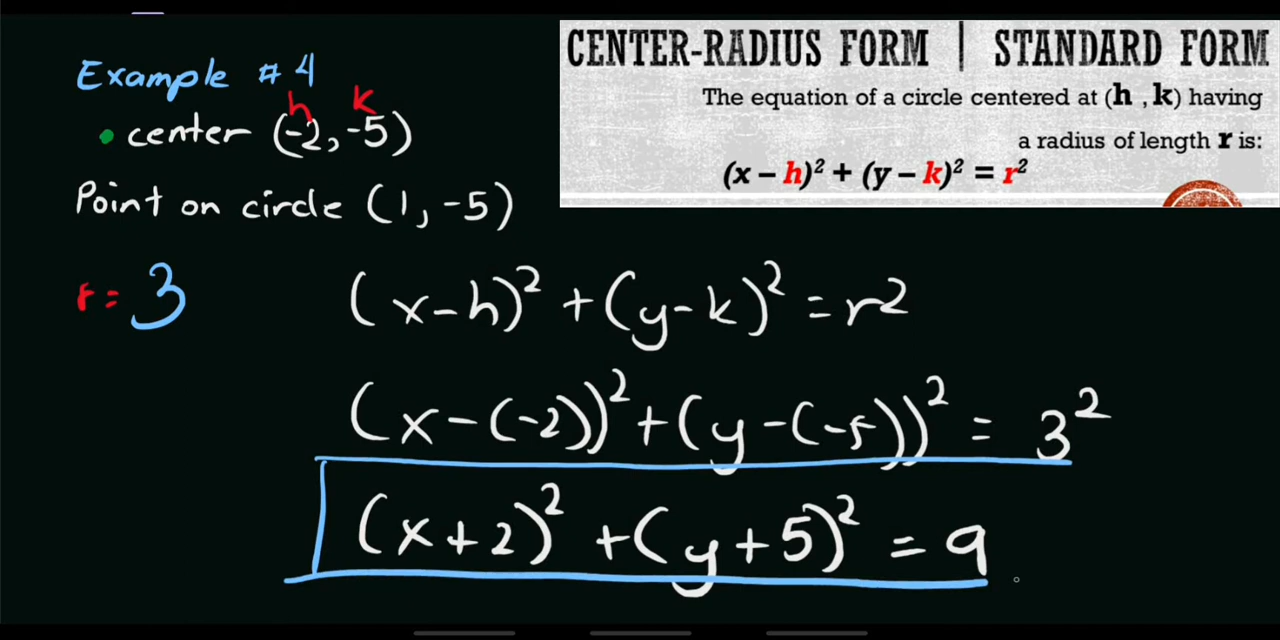 CENTER-RADIUS FORM | STANDARD FORM
The equation of a circle centered at (h , k) having
a radius of length r is:
(x – h)² + (y – k)² = r²
Example # 4
h k
• center (-2, -5)
Point on circle (1, -5)
r = 3
(x-h)² + (y-k)² = r²
(x-(-2))² + (y-(-5))² = 3²
(x+2)² + (y+5)² = 9